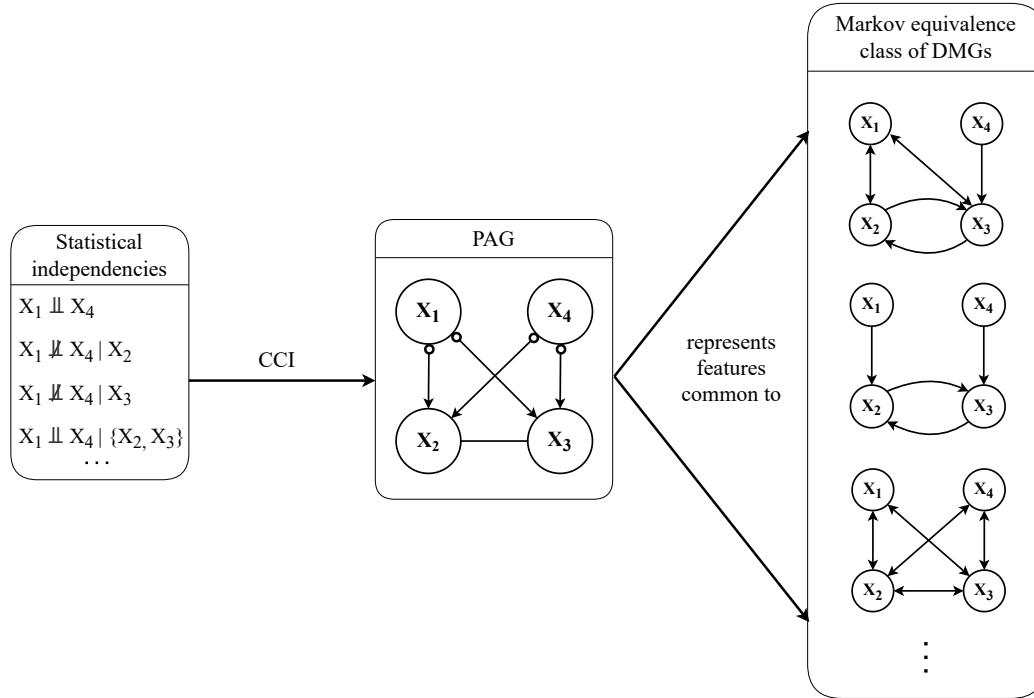 Statistical
independencies
X₁ ⫫ X₄
X₁ ⫫̸ X₄ | X₂
X₁ ⫫̸ X₄ | X₃
X₁ ⫫ X₄ | {X₂, X₃}
...
CCI
PAG
X₁ X₄
X₂ X₃
represents
features
common to
Markov equivalence
class of DMGs
X₁ X₄
X₂ X₃
X₁ X₄
X₂ X₃
X₁ X₄
X₂ X₃
⋮